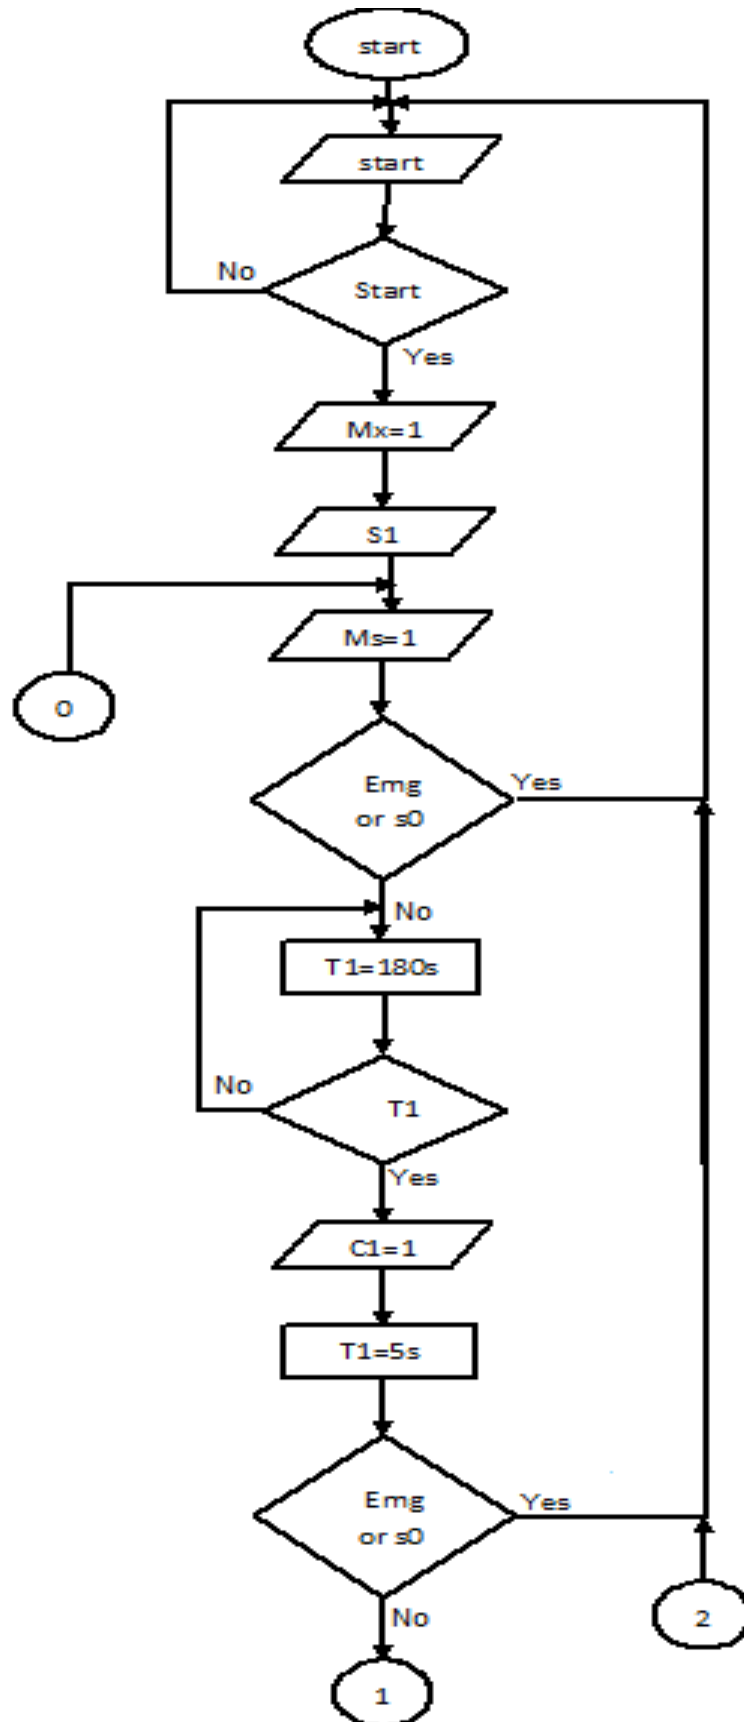 start
start
Start
No
Yes
Mx=1
S1
Ms=1
0
Emg
or s0
Yes
No
T1=180s
T1
No
Yes
C1=1
T1=5s
Emg
or s0
Yes
No
2
1